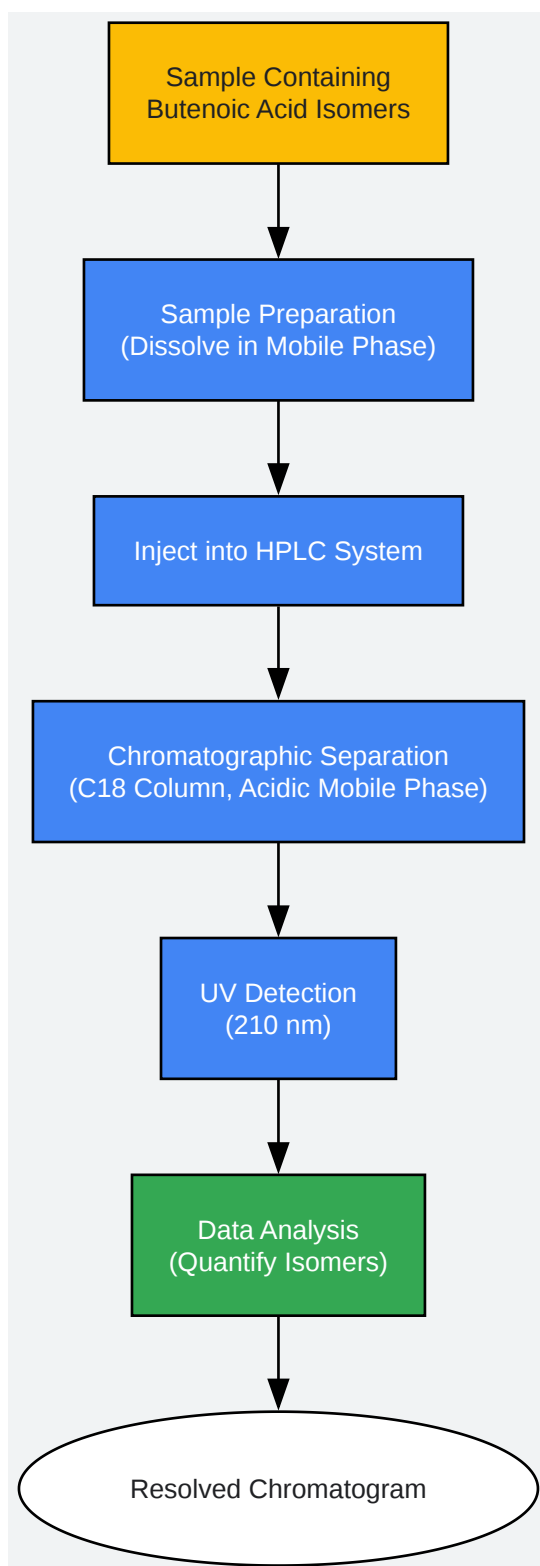 Sample Containing
Butenoic Acid Isomers
Sample Preparation
(Dissolve in Mobile Phase)
Inject into HPLC System
Chromatographic Separation
(C18 Column, Acidic Mobile Phase)
UV Detection
(210 nm)
Data Analysis
(Quantify Isomers)
Resolved Chromatogram